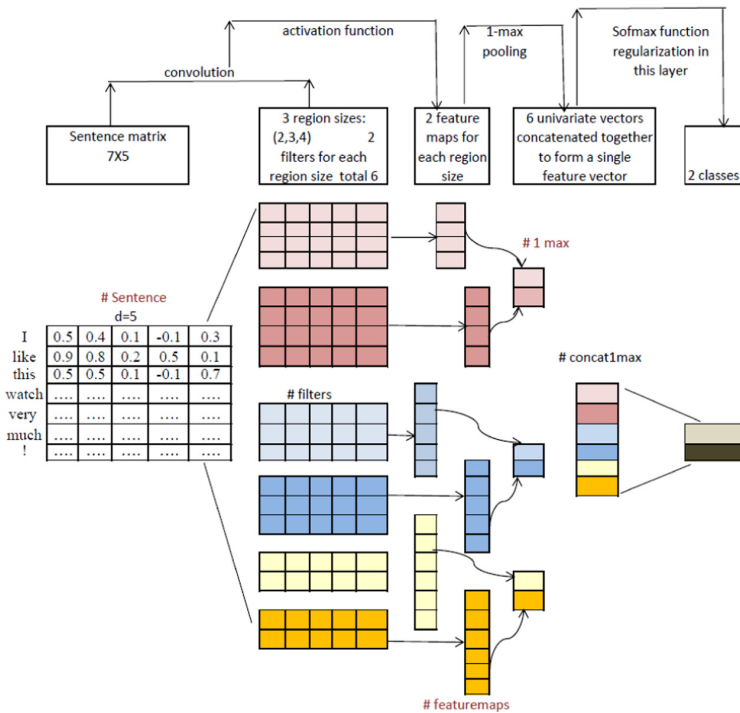 activation function
1-max
pooling
Sofmax function
regularization in
this layer
convolution
Sentence matrix
7X5
3 region sizes:
(2,3,4) 2
filters for each
region size total 6
2 feature
maps for
each region
size
6 univariate vectors
concatenated together
to form a single
feature vector
2 classes
# 1 max
# Sentence
d=5
I 0.5 0.4 0.1 -0.1 0.3
like 0.9 0.8 0.2 0.5 0.1
this 0.5 0.5 0.1 -0.1 0.7
watch .... .... .... .... ....
very .... .... .... .... ....
much .... .... .... .... ....
! .... .... .... .... ....
# filters
# concat1max
# featuremaps